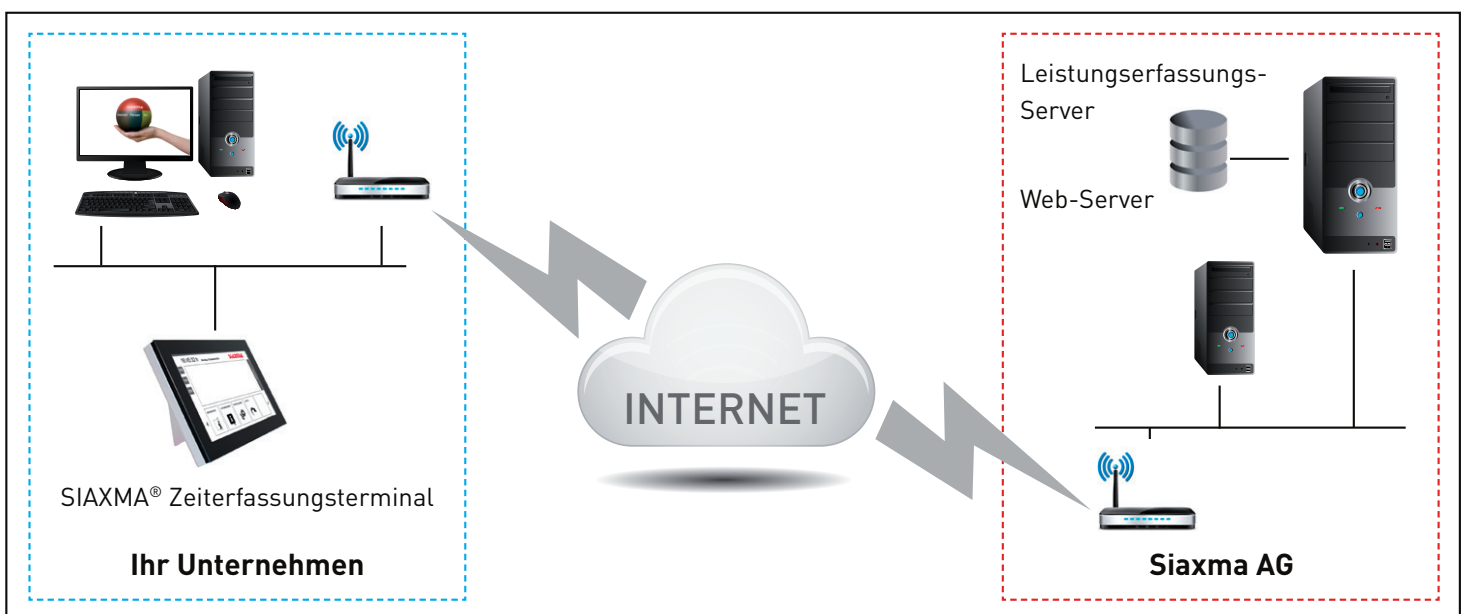 Leistungserfassungs-
Server
Web-Server
INTERNET
SIAXMA® Zeiterfassungsterminal
Ihr Unternehmen
Siaxma AG